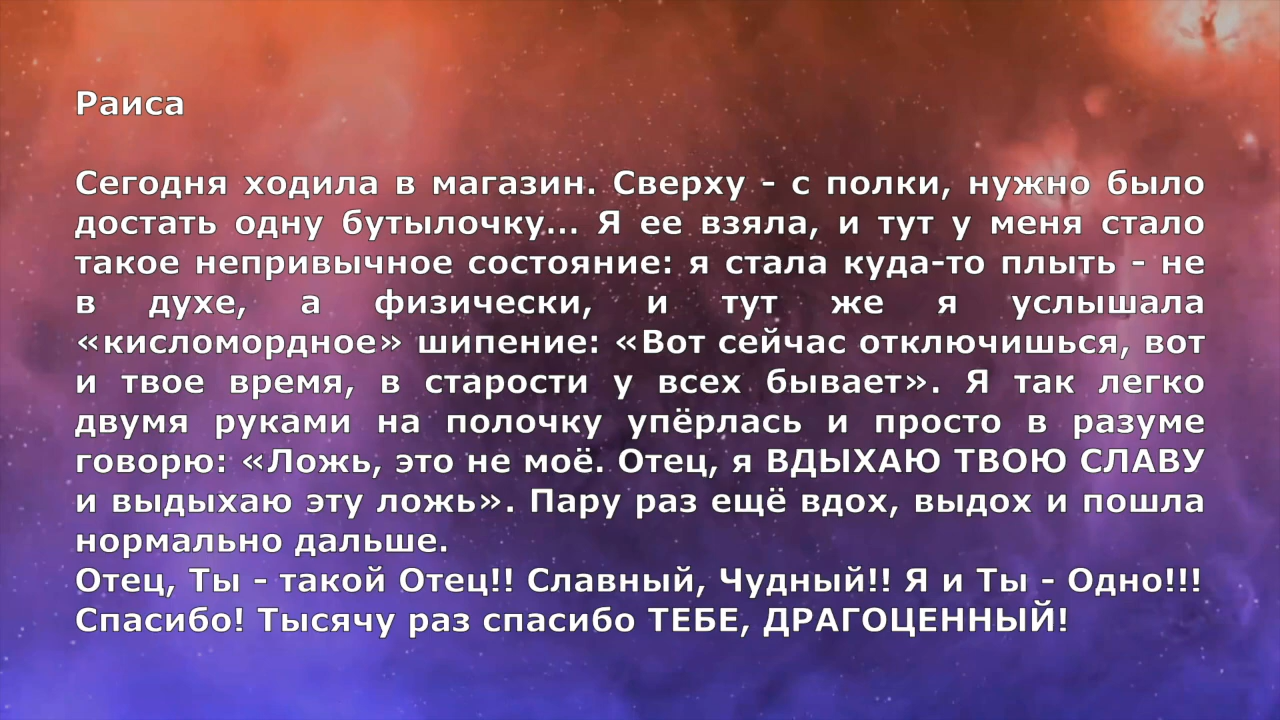 Раиса
Сегодня ходила в магазин. Сверху - с полки, нужно было
достать одну бутылочку... Я ее взяла, и тут у меня стало
такое непривычное состояние: я стала куда-то плыть - не
в духе, а физически, и тут же я услышала
«кисломордное» шипение: «Вот сейчас отключишься, вот
и твое время, в старости у всех бывает». Я так легко
двумя руками на полочку упёрлась и просто в разуме
говорю: «Ложь, это не моё. Отец, я ВДЫХАЮ ТВОЮ СЛАВУ
и выдыхаю эту ложь». Пару раз ещё вдох, выдох и пошла
нормально дальше.
Отец, Ты - такой Отец!! Славный, Чудный!! Я и Ты - Одно!!!
Спасибо! Тысячу раз спасибо ТЕБЕ, ДРАГОЦЕННЫЙ!